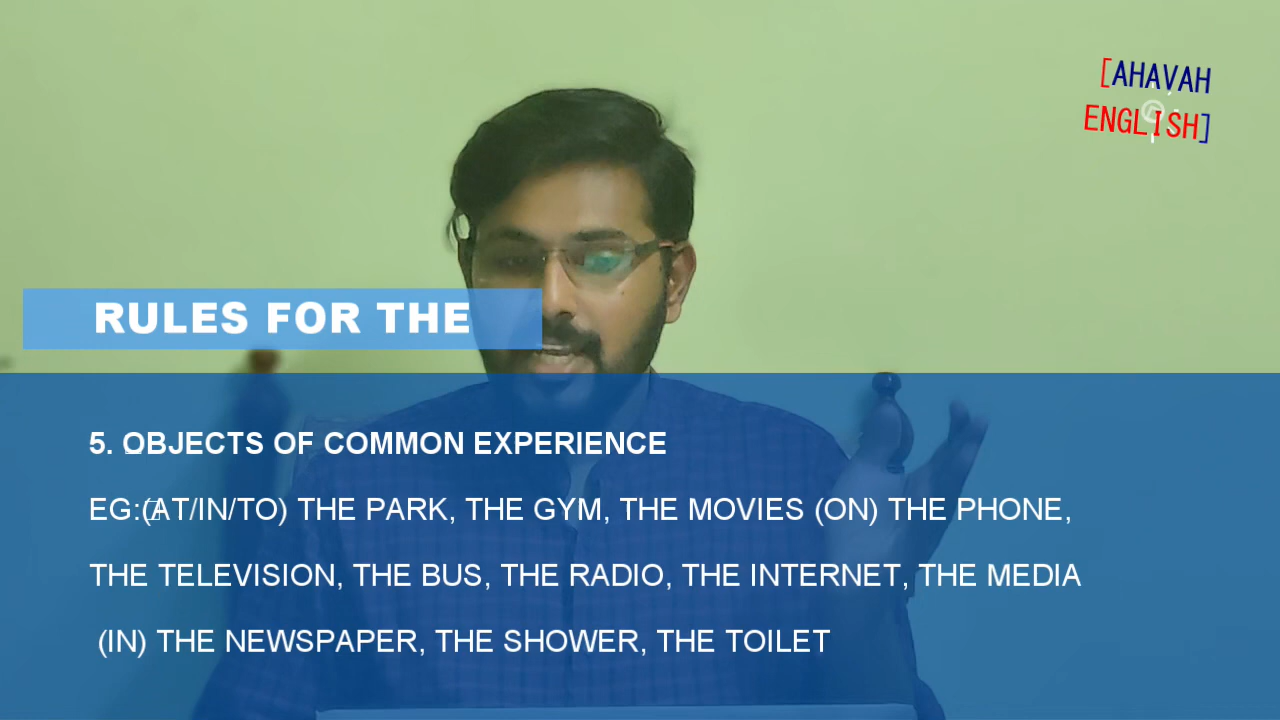 [AHAVAH
ENGLISH]
RULES FOR THE
5. OBJECTS OF COMMON EXPERIENCE
EG:(AT/IN/TO) THE PARK, THE GYM, THE MOVIES (ON) THE PHONE,
THE TELEVISION, THE BUS, THE RADIO, THE INTERNET, THE MEDIA
(IN) THE NEWSPAPER, THE SHOWER, THE TOILET